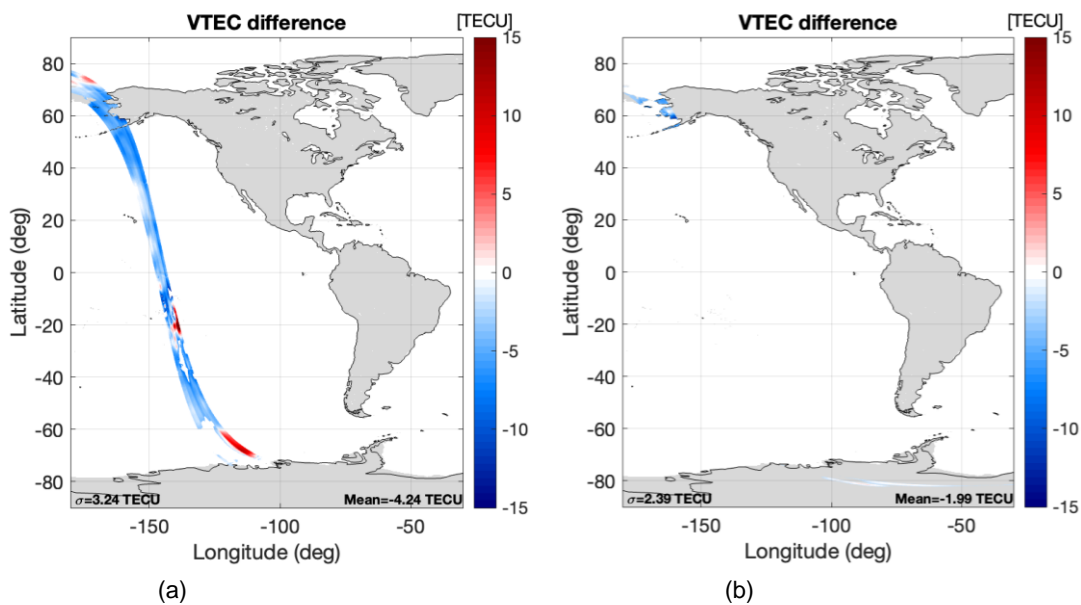 VTEC difference
[TECU]
15
10
5
0
-5
-10
-15
80
60
40
20
0
-20
-40
-60
-80
Latitude (deg)
σ=3.24 TECU
Mean=-4.24 TECU
-150
-100
-50
Longitude (deg)
(a)
VTEC difference
[TECU]
15
10
5
0
-5
-10
-15
80
60
40
20
0
-20
-40
-60
-80
Latitude (deg)
σ=2.39 TECU
Mean=-1.99 TECU
-150
-100
-50
Longitude (deg)
(b)